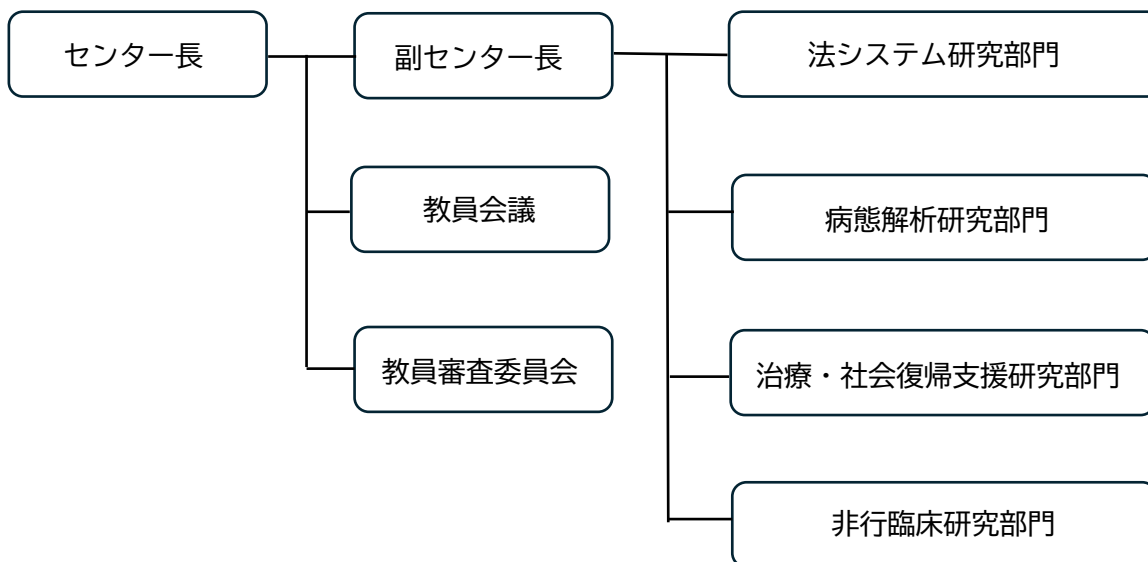 センター長
副センター長
法システム研究部門
教員会議
病態解析研究部門
教員審査委員会
治療・社会復帰支援研究部門
非行臨床研究部門